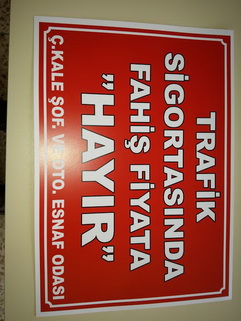 TRAFİK
SİGORTASINDA
FAHİŞ FİYATA
"HAYIR"
Ç.KALE ŞOF. VE OTO. ESNAF ODASI